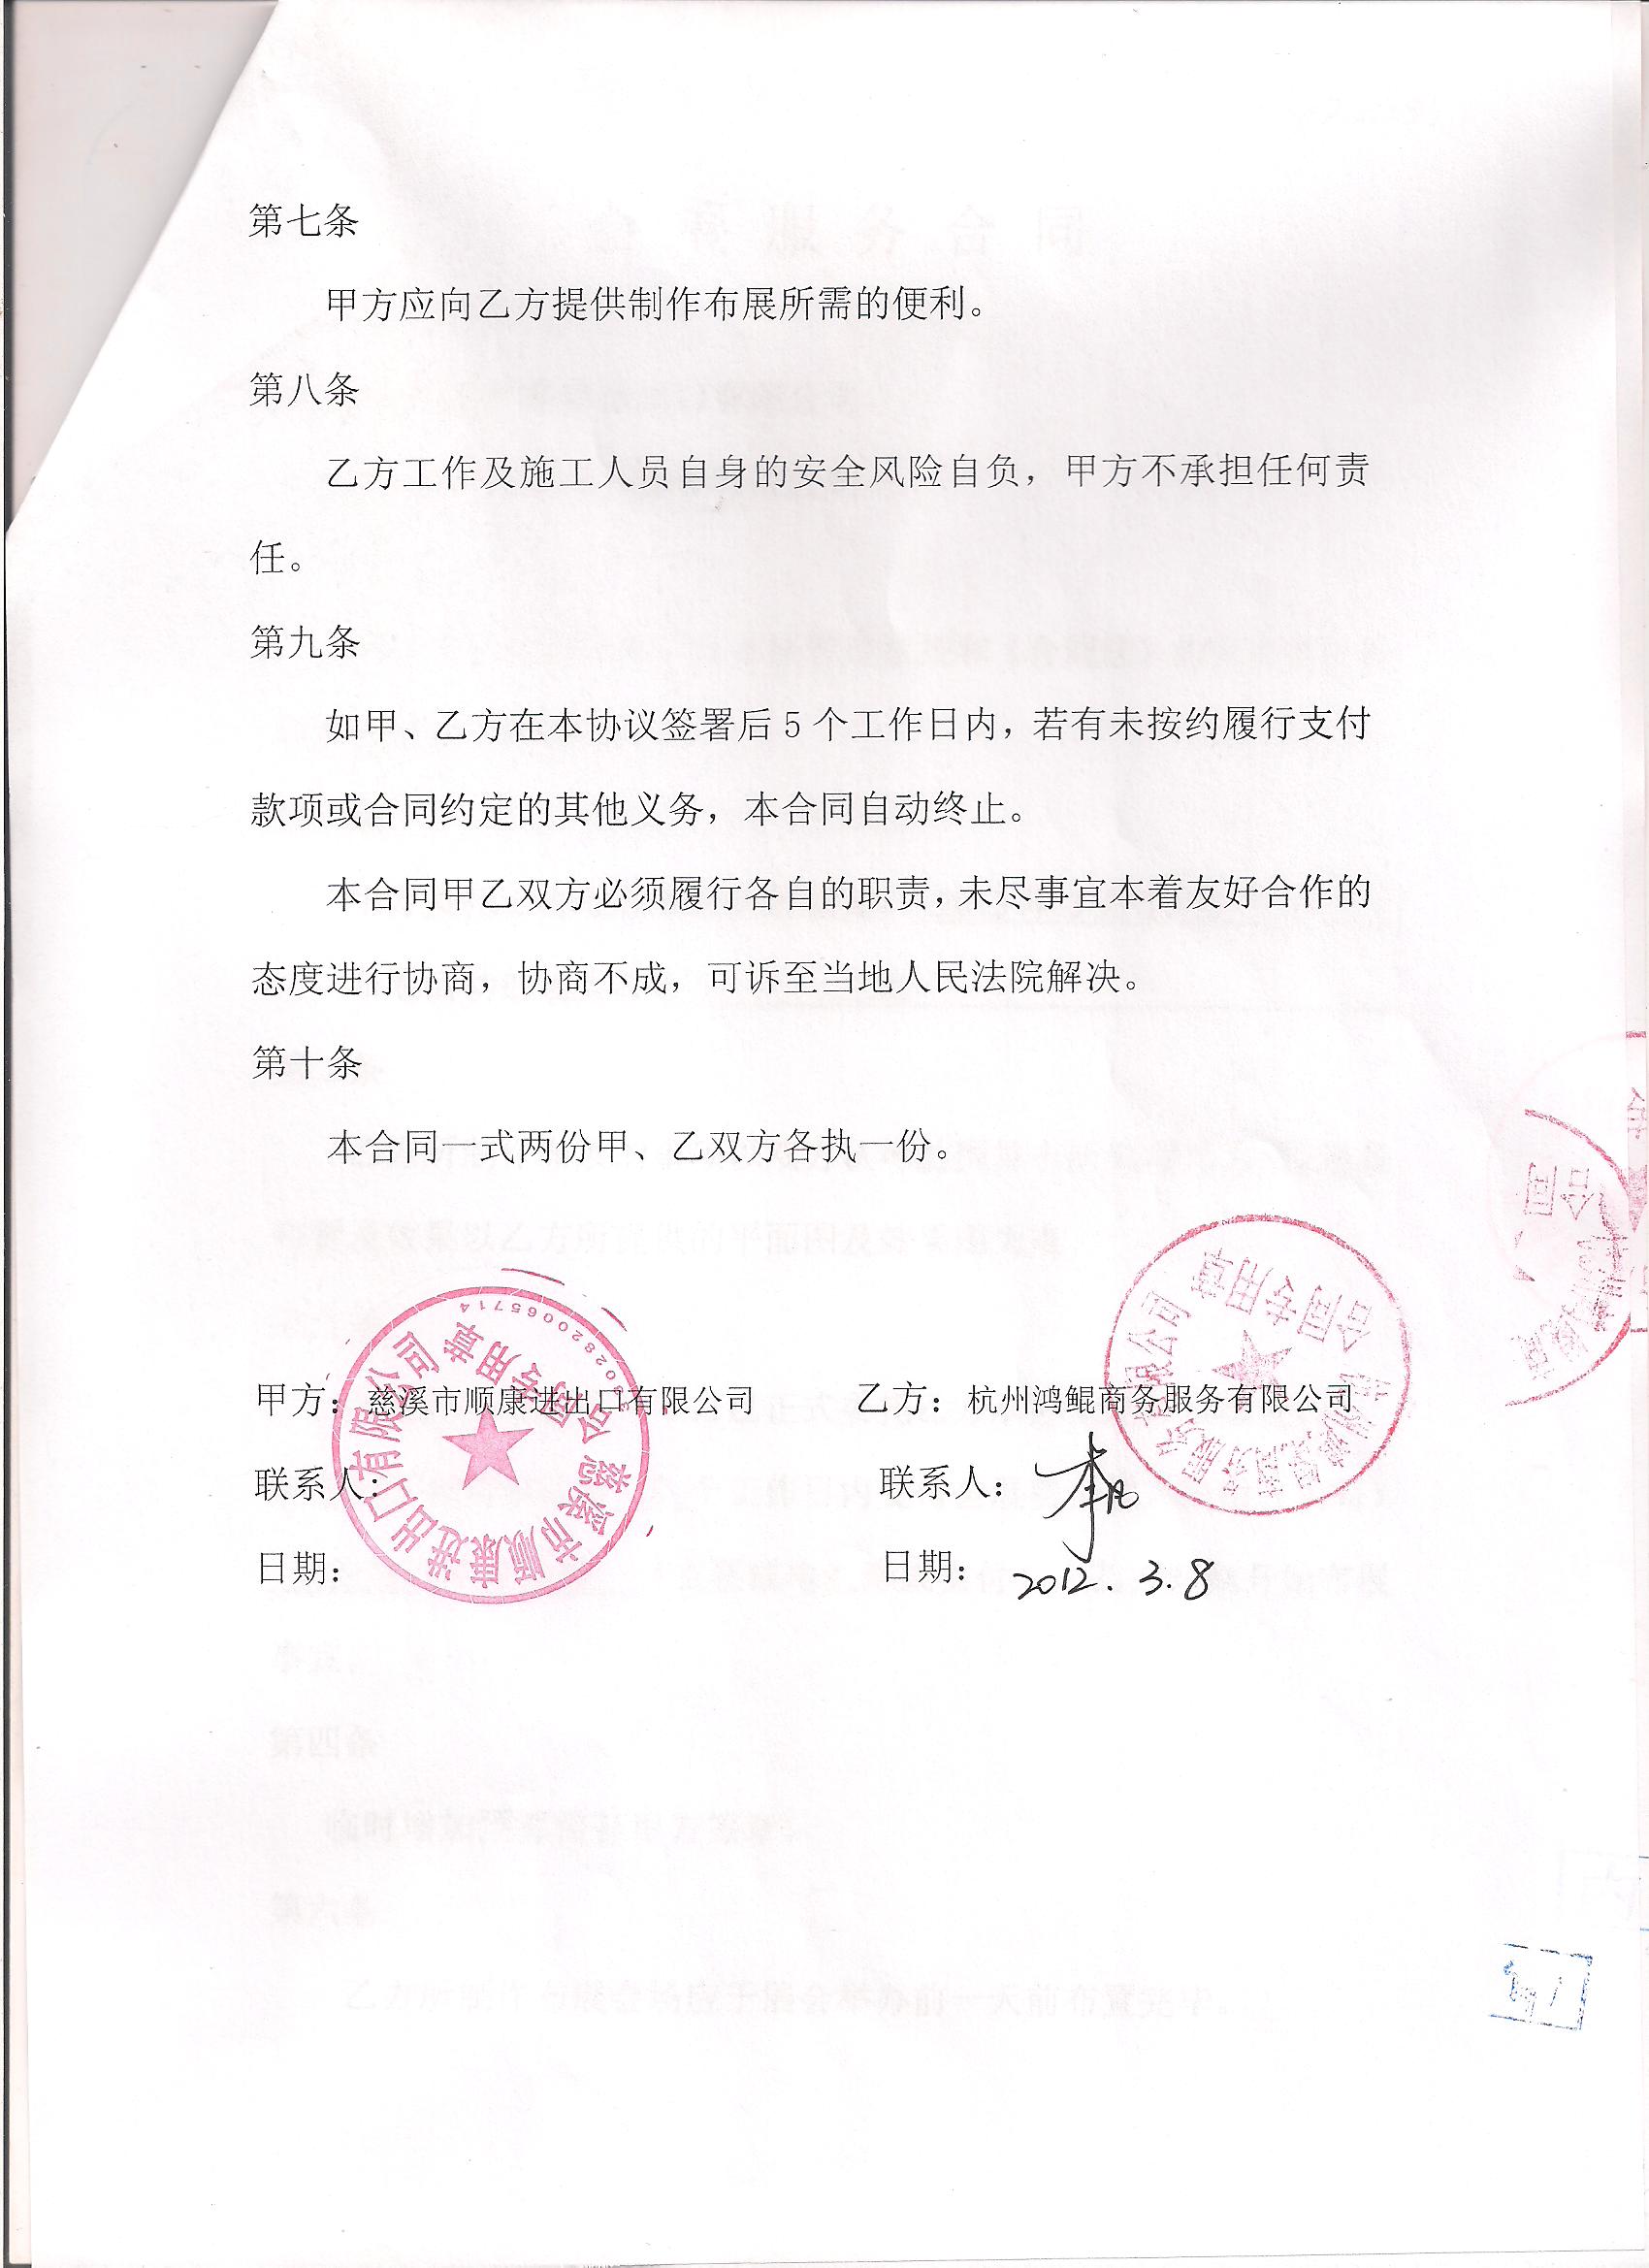 第七条
甲方应向乙方提供制作布展所需的便利。
第八条
乙方工作及施工人员自身的安全风险自负，甲方不承担任何责
任。
第九条
如甲、乙方在本协议签署后5个工作日内，若有未按约履行支付
款项或合同约定的其他义务，本合同自动终止。
本合同甲乙双方必须履行各自的职责，未尽事宜本着友好合作的
态度进行协商，协商不成，可诉至当地人民法院解决。
第十条
本合同一式两份甲、乙双方各执一份。
甲方：慈溪市顺康进出口有限公司
乙方：杭州鸿鲲商务服务有限公司
联系人：
联系人：李凡
日期：
日期：2012.3.8
慈溪市顺康进出口有限公司
合同专用章
3302820065714
杭州鸿鲲商务服务有限公司
合同专用章
合同